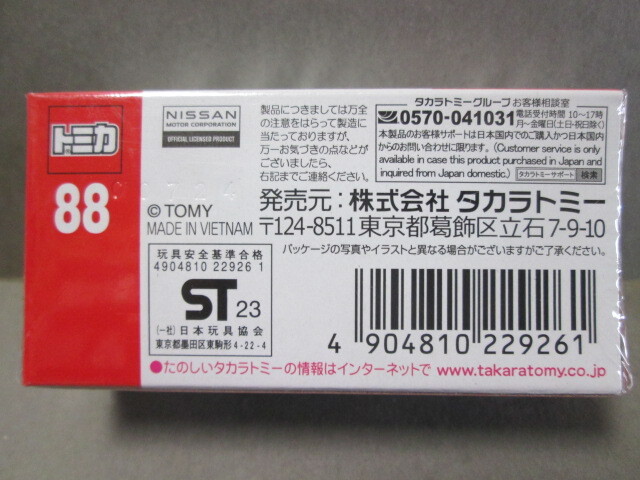 トミカ
88
NISSAN
MOTOR CORPORATION
OFFICIAL LICENSED PRODUCT
製品につきましては万全
の注意をはらって製造に
当たっておりますが、
万一お気づきの点などが
ございましたら、
右記までご連絡ください。
タカラトミーグループ お客様相談室
0570-041031
電話受付時間 10〜17時
月〜金曜日(土日・祝日除く)
本製品のお客様サポートは日本国内でのご購入かつ日本国内
からのお問い合わせに限ります。(Customer service is only
available in case this product purchased in Japan and
inquired from Japan domestic.)
タカラトミーサポート 検索
© TOMY
MADE IN VIETNAM
発売元:株式会社 タカラトミー
〒124-8511東京都葛飾区立石7-9-10
パッケージの写真やイラストと異なる場合がございますがご了承ください。
玩具安全基準合格
4904810 22926 1
ST 23
(一社)日本玩具協会
東京都墨田区東駒形4-22-4
4 904810 229261
●たのしいタカラトミーの情報はインターネットで www.takaratomy.co.jp